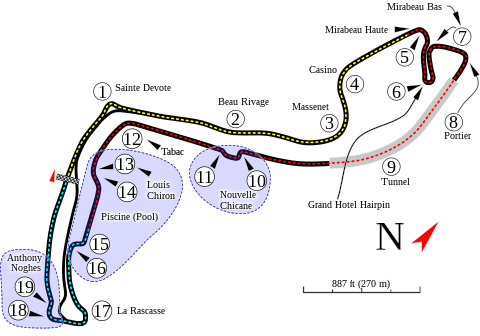 Mirabeau Bas
Mirabeau Haute
7
5
Casino
4
6
1
Sainte Devote
Beau Rivage
2
Massenet
3
8
Portier
12
Tabac
13
Louis
Chiron
14
11
10
9
Tunnel
Nouvelle
Chicane
Grand Hotel Hairpin
Piscine (Pool)
15
16
N
Anthony
Noghes
19
18
17
La Rascasse
887 ft (270 m)